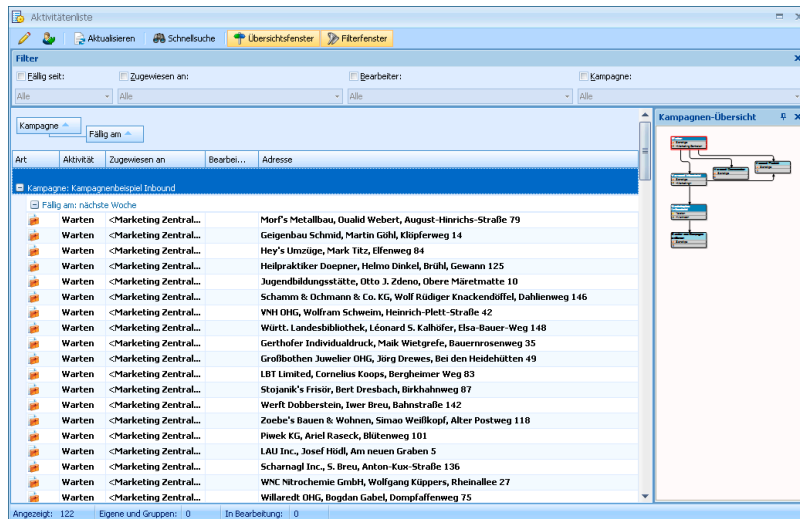 Aktivitätenliste
Aktualisieren Schnellsuche Übersichtsfenster Filterfenster
Filter
Fällig seit: Zugewiesen an: Bearbeiter: Kampagne:
Alle Alle Alle Alle
Kampagne
Fällig am
Kampagnen-Übersicht
Art Aktivität Zugewiesen an Bearbei... Adresse
Kampagne: Kampagnenbeispiel Inbound
Fällig am: nächste Woche
Warten <Marketing Zentral... Morf's Metallbau, Oualid Webert, August-Hinrichs-Straße 79
Warten <Marketing Zentral... Geigenbau Schmid, Martin Göhl, Klöpferweg 14
Warten <Marketing Zentral... Hey's Umzüge, Mark Titz, Elfenweg 84
Warten <Marketing Zentral... Heilpraktiker Doepner, Helmo Dinkel, Brühl, Gewann 125
Warten <Marketing Zentral... Jugendbildungsstätte, Otto J. Zdeno, Obere Märetmatte 10
Warten <Marketing Zentral... Schamm & Ochmann & Co. KG, Wolf Rüdiger Knackendöffel, Dahlienweg 146
Warten <Marketing Zentral... VNH OHG, Wolfram Schweim, Heinrich-Plett-Straße 42
Warten <Marketing Zentral... Württ. Landesbibliothek, Léonard S. Kalhöfer, Elsa-Bauer-Weg 148
Warten <Marketing Zentral... Gerthofer Individualdruck, Maik Wietgrefe, Bauernrosenweg 35
Warten <Marketing Zentral... Großbothen Juwelier OHG, Jörg Drewes, Bei den Heidehütten 49
Warten <Marketing Zentral... LBT Limited, Cornelius Koops, Bergheimer Weg 83
Warten <Marketing Zentral... Stojanik's Frisör, Bert Dresbach, Birkhahnweg 87
Warten <Marketing Zentral... Werft Dobberstein, Iwer Breu, Bahnstraße 142
Warten <Marketing Zentral... Zoebe's Bauen & Wohnen, Simao Weißkopf, Alter Postweg 118
Warten <Marketing Zentral... Piwek KG, Ariel Raseck, Blütenweg 101
Warten <Marketing Zentral... LAU Inc., Josef Hüdl, Am neuen Graben 5
Warten <Marketing Zentral... Scharnagl Inc., S. Breu, Anton-Kux-Straße 136
Warten <Marketing Zentral... WNC Nitrochemie GmbH, Wolfgang Küppers, Rheinallee 27
Warten <Marketing Zentral... Willaredt OHG, Bogdan Gabel, Dompfaffenweg 75
Angezeigt: 122 Eigene und Gruppen: 0 In Bearbeitung: 0